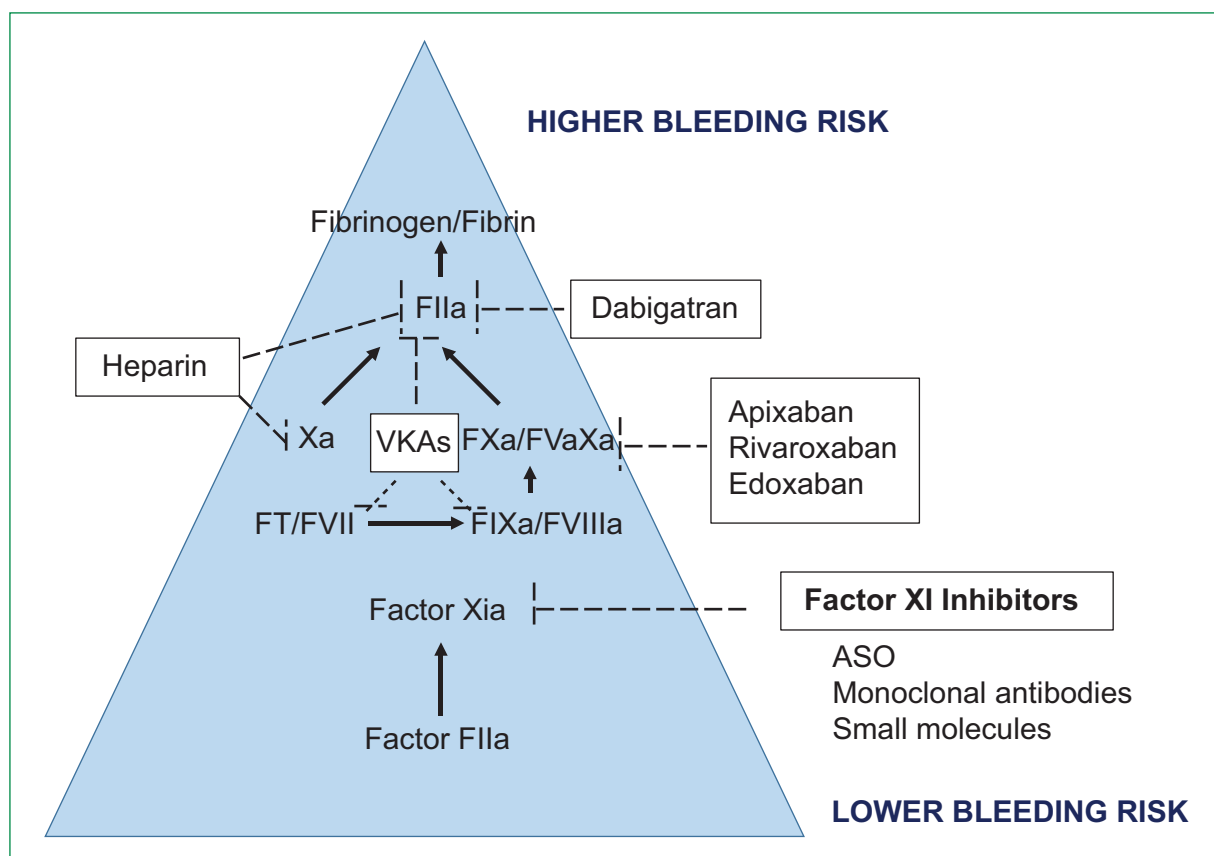 HIGHER BLEEDING RISK
Fibrinogen/Fibrin
FIIa
Dabigatran
Heparin
Xa
VKAs
FXa/FVaXa
Apixaban
Rivaroxaban
Edoxaban
FT/FVII
FIXa/FVIIIa
Factor Xia
Factor XI Inhibitors
ASO
Monoclonal antibodies
Small molecules
Factor FIIa
LOWER BLEEDING RISK